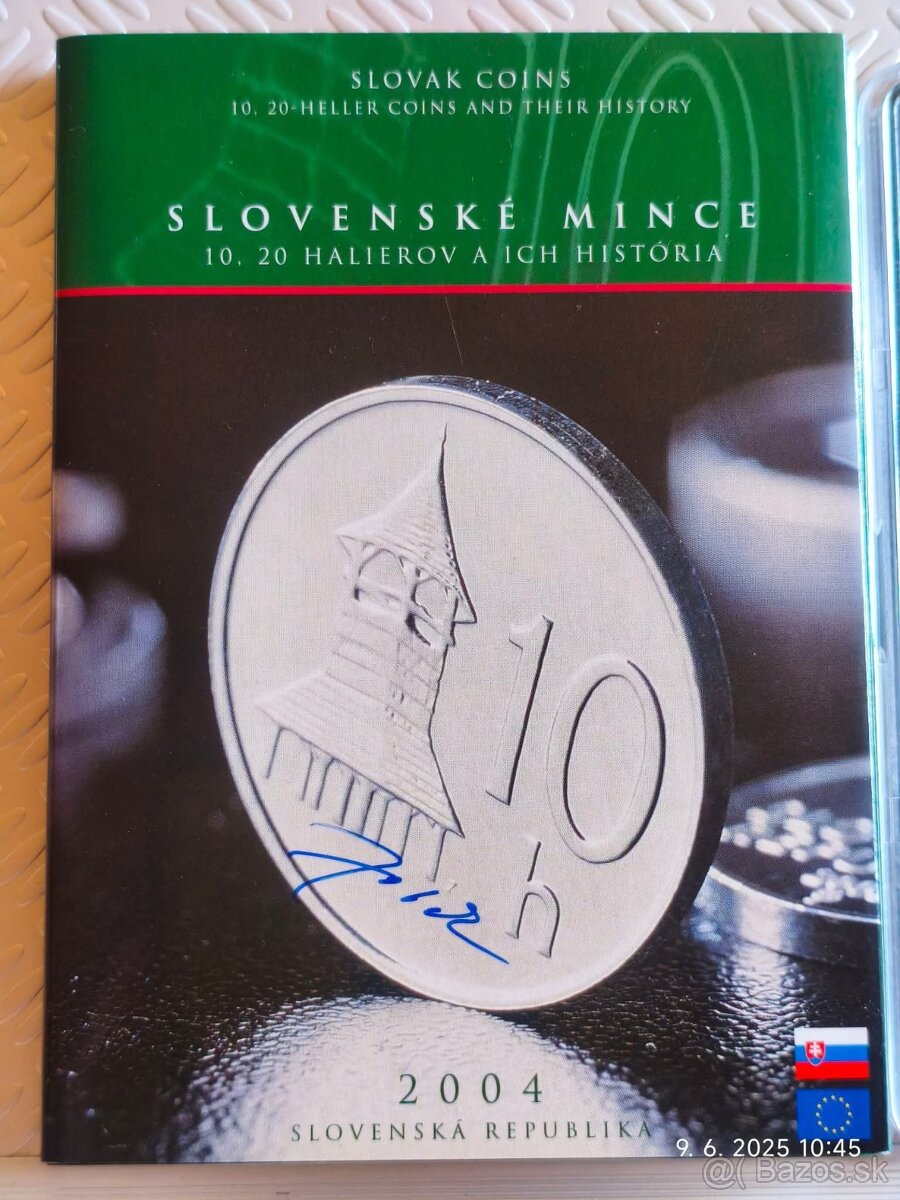 SLOVAK COINS
10, 20-HELLER COINS AND THEIR HISTORY
SLOVENSKÉ MINCE
10, 20 HALIEROV A ICH HISTÓRIA
10
h
2004
SLOVENSKÁ REPUBLIKA
9. 6. 2025 10:45
@( Bazos.sk